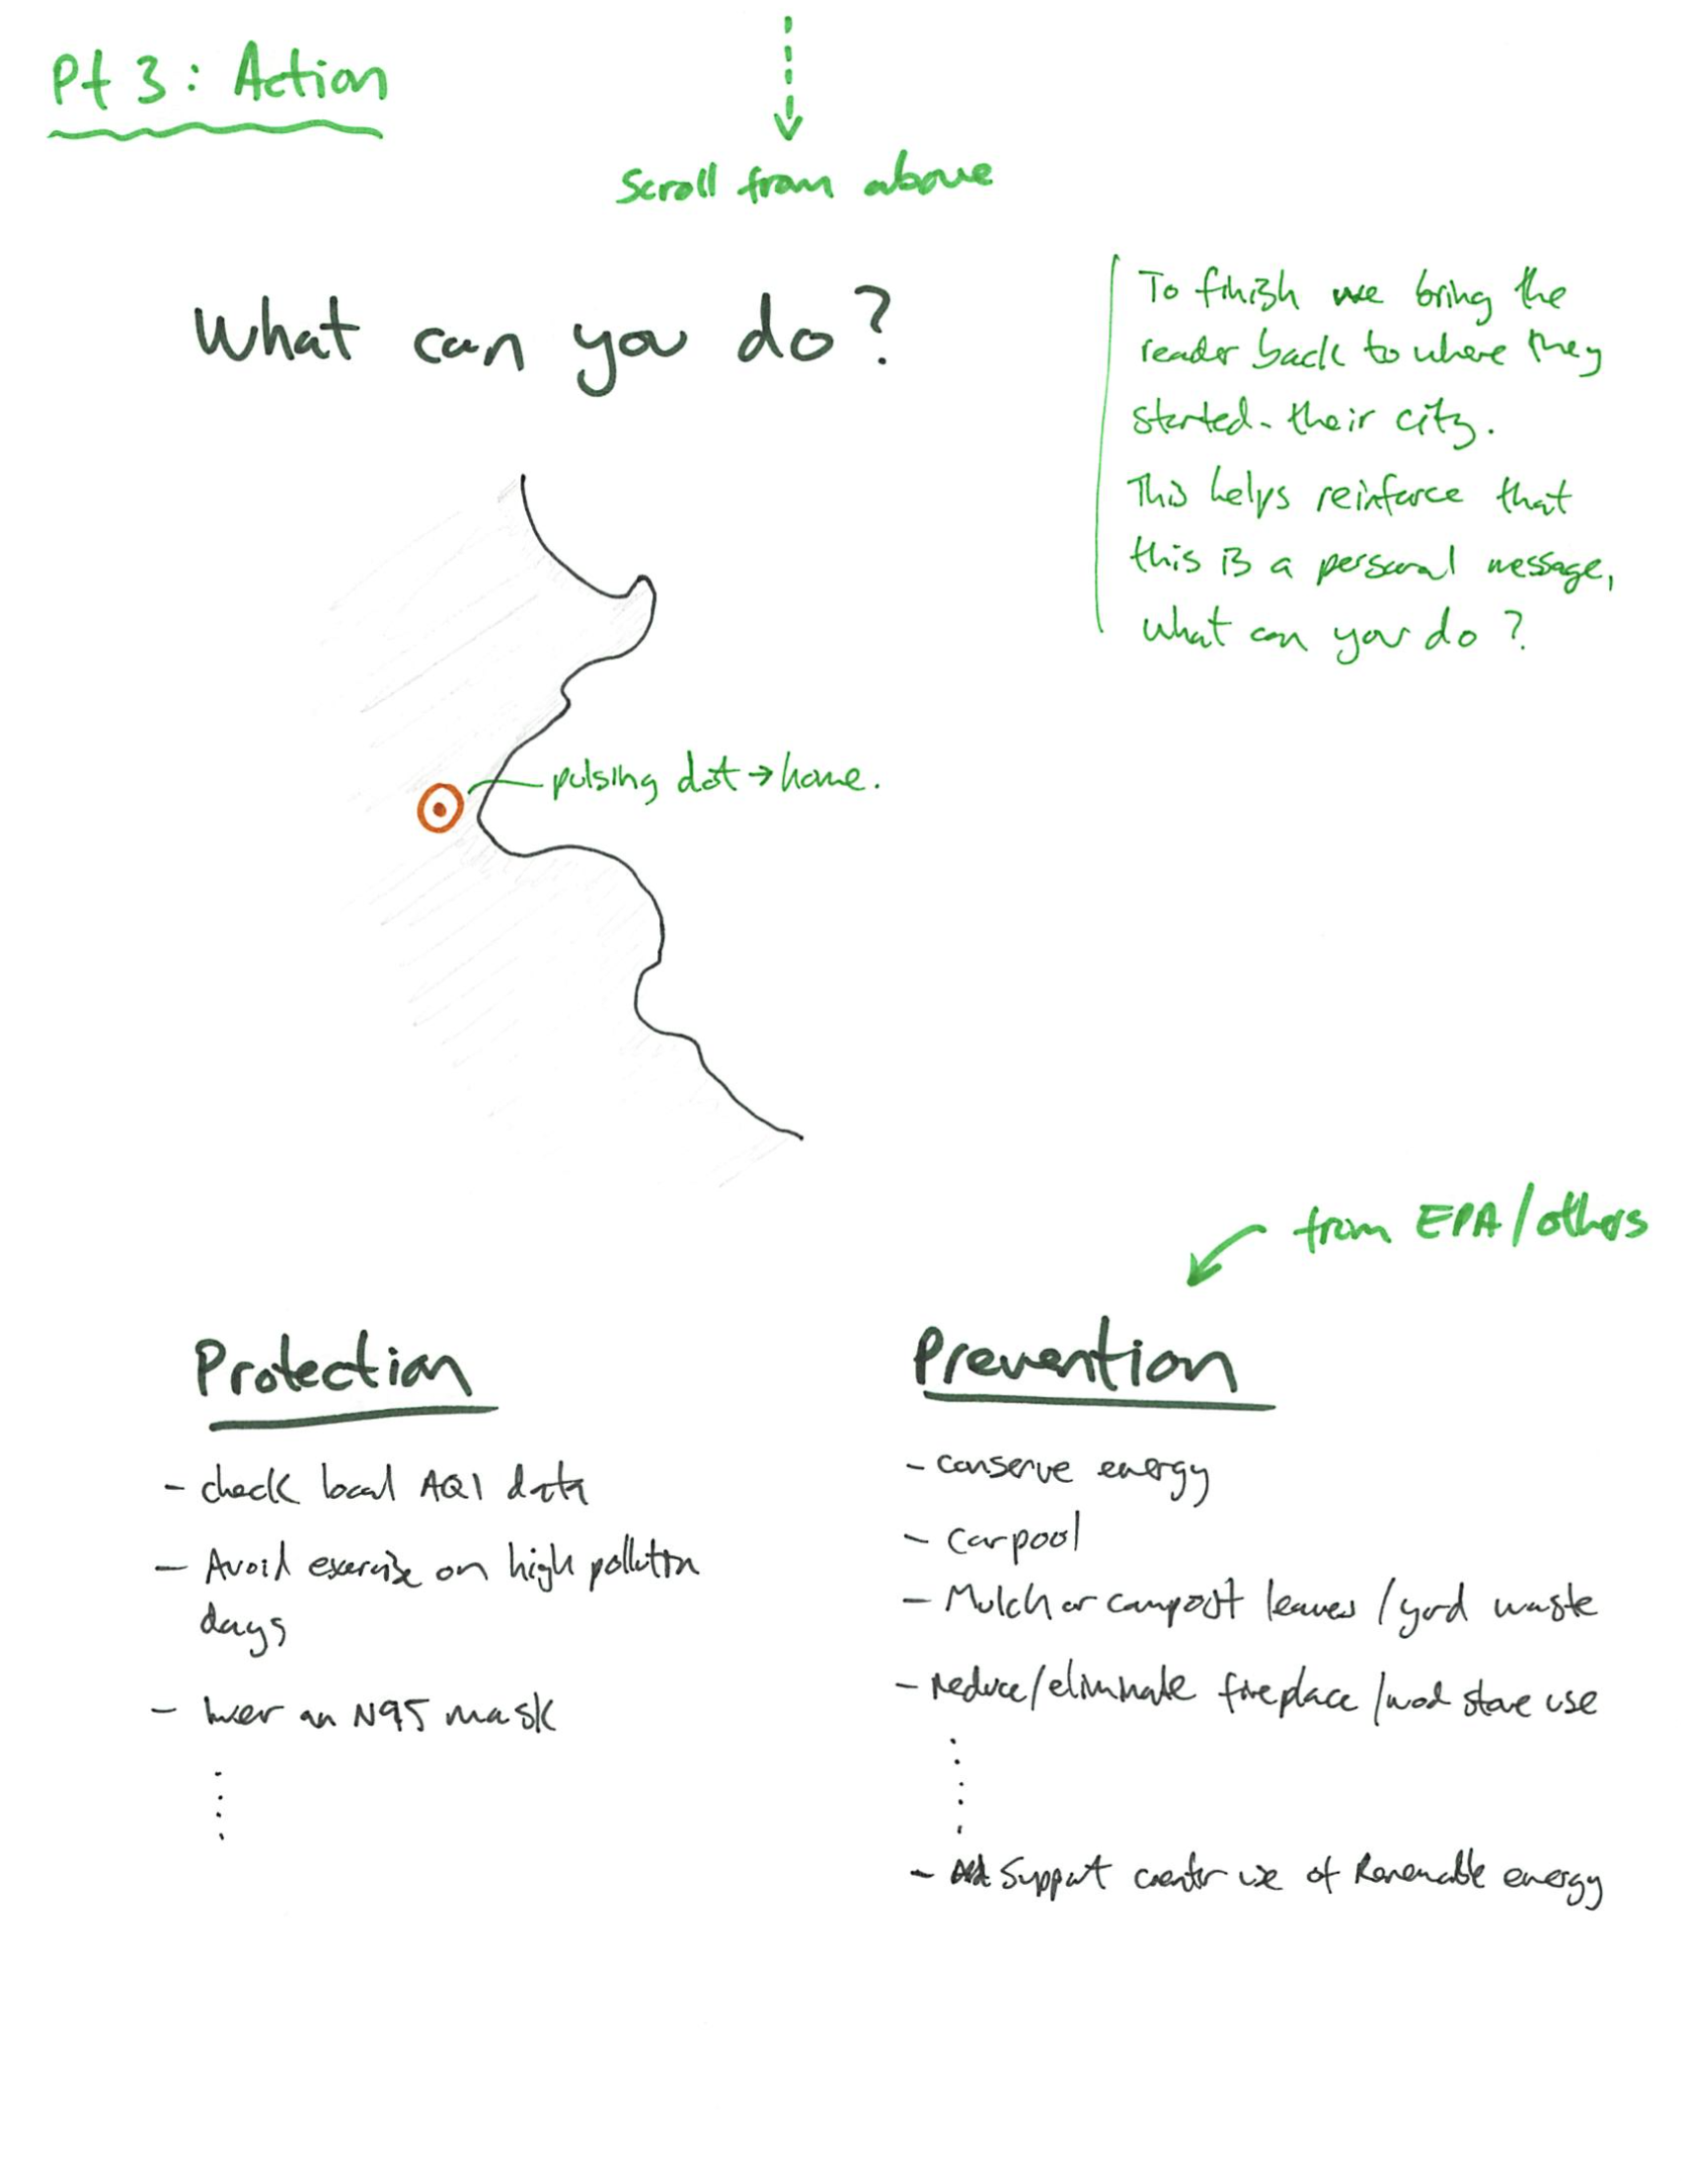 Pt 3: Action
Scroll from above
What can you do?
To finish we bring the
reader back to where they
started - their city.
This helps reinforce that
this is a personal message,
what can you do?
pulsing dot → home.
from EPA/others
Protection
- check local AQI data
- Avoid exercise on high pollution
days
- wear an N95 mask
Prevention
- conserve energy
- Carpool
- Mulch or compost leaves / yard waste
- reduce/eliminate fireplace / wood stove use
- Support use of Renewable energy